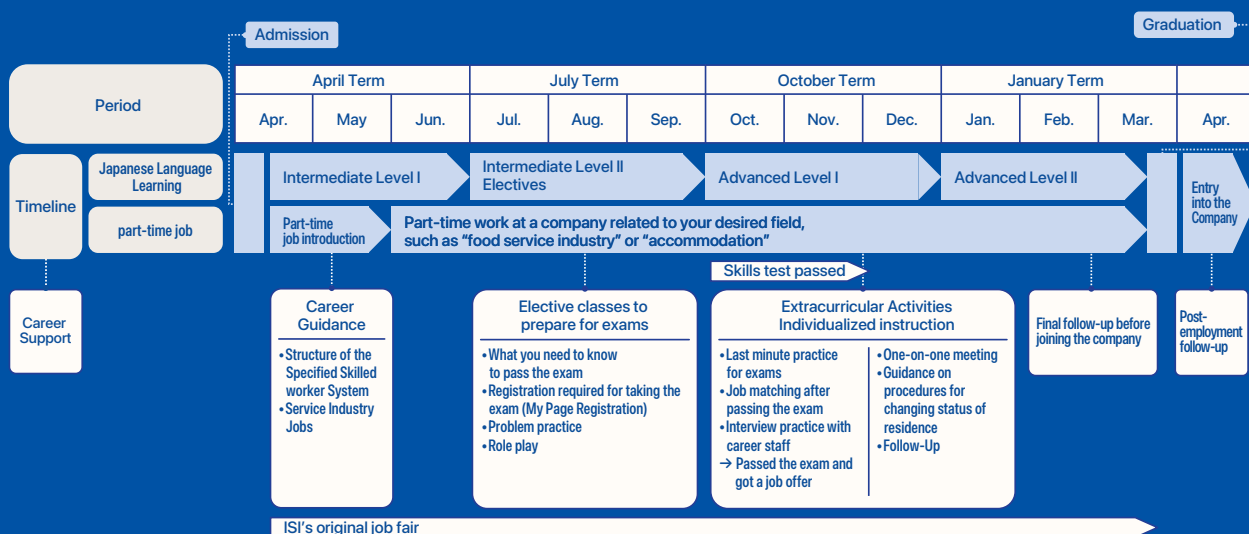 Admission
Graduation
Period
April Term
July Term
October Term
January Term
Apr.
May
Jun.
Jul.
Aug.
Sep.
Oct.
Nov.
Dec.
Jan.
Feb.
Mar.
Apr.
Timeline
Japanese Language
Learning
Intermediate Level I
Intermediate Level II
Electives
Advanced Level I
Advanced Level II
part-time job
Part-time
job introduction
Part-time work at a company related to your desired field,
such as “food service industry” or “accommodation”
Entry
into the
Company
Skills test passed
Career
Support
Career
Guidance
•Structure of the
Specified Skilled
worker System
•Service Industry
Jobs
Elective classes to
prepare for exams
•What you need to know
to pass the exam
•Registration required for taking the
exam (My Page Registration)
•Problem practice
•Role play
Extracurricular Activities
Individualized instruction
•Last minute practice
for exams
•Job matching after
passing the exam
•Interview practice with
career staff
→ Passed the exam and
got a job offer
•One-on-one meeting
•Guidance on
procedures for
changing status of
residence
•Follow-Up
Final follow-up before
joining the company
Post-
employment
follow-up
ISI’s original job fair